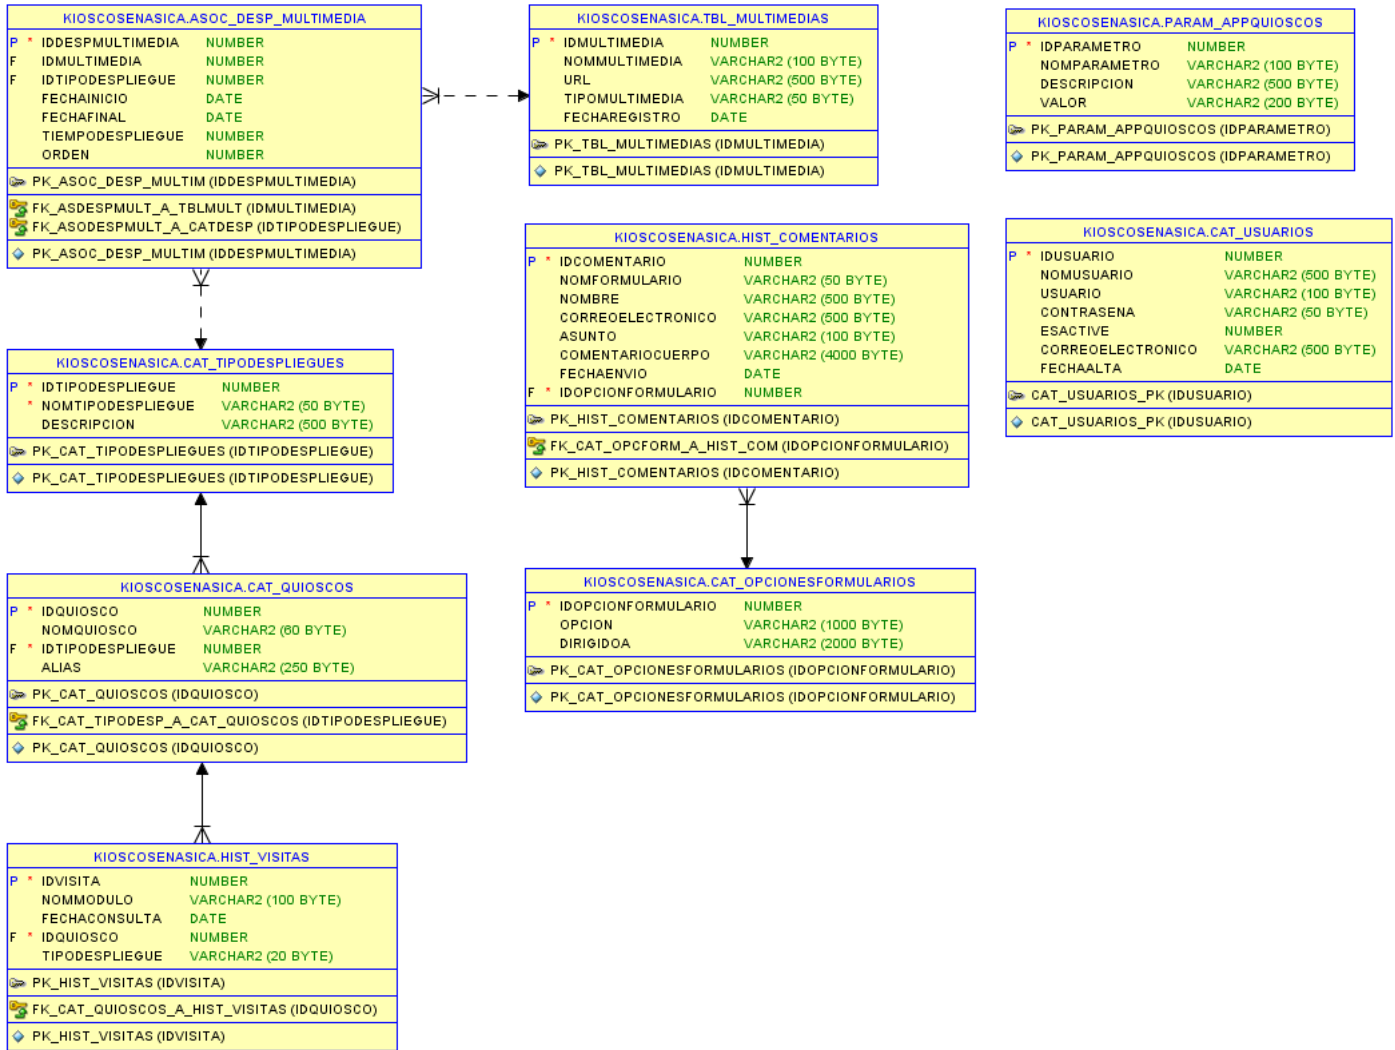 KIOSCOSENASICA.ASOC_DESP_MULTIMEDIA
P * IDDESPMULTIMEDIA NUMBER
F IDMULTIMEDIA NUMBER
F IDTIPODESPLIEGUE NUMBER
FECHAINICIO DATE
FECHAFINAL DATE
TIEMPODESPLIEGUE NUMBER
ORDEN NUMBER
PK_ASOC_DESP_MULTIM (IDDESPMULTIMEDIA)
FK_ASDESPMULT_A_TBLMULT (IDMULTIMEDIA)
FK_ASODESPMULT_A_CATDESP (IDTIPODESPLIEGUE)
PK_ASOC_DESP_MULTIM (IDDESPMULTIMEDIA)
KIOSCOSENASICA.TBL_MULTIMEDIAS
P * IDMULTIMEDIA NUMBER
NOMMULTIMEDIA VARCHAR2 (100 BYTE)
URL VARCHAR2 (500 BYTE)
TIPOMULTIMEDIA VARCHAR2 (50 BYTE)
FECHAREGISTRO DATE
PK_TBL_MULTIMEDIAS (IDMULTIMEDIA)
PK_TBL_MULTIMEDIAS (IDMULTIMEDIA)
KIOSCOSENASICA.PARAM_APPQUIOSCOS
P * IDPARAMETRO NUMBER
NOMPARAMETRO VARCHAR2 (100 BYTE)
DESCRIPCION VARCHAR2 (500 BYTE)
VALOR VARCHAR2 (200 BYTE)
PK_PARAM_APPQUIOSCOS (IDPARAMETRO)
PK_PARAM_APPQUIOSCOS (IDPARAMETRO)
KIOSCOSENASICA.HIST_COMENTARIOS
P * IDCOMENTARIO NUMBER
NOMFORMULARIO VARCHAR2 (50 BYTE)
NOMBRE VARCHAR2 (500 BYTE)
CORREOELECTRONICO VARCHAR2 (500 BYTE)
ASUNTO VARCHAR2 (100 BYTE)
COMENTARIOCUERPO VARCHAR2 (4000 BYTE)
FECHAENVIO DATE
F * IDOPCIONFORMULARIO NUMBER
PK_HIST_COMENTARIOS (IDCOMENTARIO)
FK_CAT_OPCFORM_A_HIST_COM (IDOPCIONFORMULARIO)
PK_HIST_COMENTARIOS (IDCOMENTARIO)
KIOSCOSENASICA.CAT_USUARIOS
P * IDUSUARIO NUMBER
NOMUSUARIO VARCHAR2 (500 BYTE)
USUARIO VARCHAR2 (100 BYTE)
CONTRASENA VARCHAR2 (50 BYTE)
ESACTIVE NUMBER
CORREOELECTRONICO VARCHAR2 (500 BYTE)
FECHAALTA DATE
CAT_USUARIOS_PK (IDUSUARIO)
CAT_USUARIOS_PK (IDUSUARIO)
KIOSCOSENASICA.CAT_TIPODESPLIEGUES
P * IDTIPODESPLIEGUE NUMBER
* NOMTIPODESPLIEGUE VARCHAR2 (50 BYTE)
DESCRIPCION VARCHAR2 (500 BYTE)
PK_CAT_TIPODESPLIEGUES (IDTIPODESPLIEGUE)
PK_CAT_TIPODESPLIEGUES (IDTIPODESPLIEGUE)
KIOSCOSENASICA.CAT_QUIOSCOS
P * IDQUIOSCO NUMBER
NOMQUIOSCO VARCHAR2 (60 BYTE)
F * IDTIPODESPLIEGUE NUMBER
ALIAS VARCHAR2 (250 BYTE)
PK_CAT_QUIOSCOS (IDQUIOSCO)
FK_CAT_TIPODESP_A_CAT_QUIOSCOS (IDTIPODESPLIEGUE)
PK_CAT_QUIOSCOS (IDQUIOSCO)
KIOSCOSENASICA.CAT_OPCIONESFORMULARIOS
P * IDOPCIONFORMULARIO NUMBER
OPCION VARCHAR2 (1000 BYTE)
DIRIGIDOA VARCHAR2 (2000 BYTE)
PK_CAT_OPCIONESFORMULARIOS (IDOPCIONFORMULARIO)
PK_CAT_OPCIONESFORMULARIOS (IDOPCIONFORMULARIO)
KIOSCOSENASICA.HIST_VISITAS
P * IDVISITA NUMBER
NOMMODULO VARCHAR2 (100 BYTE)
FECHACONSULTA DATE
F * IDQUIOSCO NUMBER
TIPODESPLIEGUE VARCHAR2 (20 BYTE)
PK_HIST_VISITAS (IDVISITA)
FK_CAT_QUIOSCOS_A_HIST_VISITAS (IDQUIOSCO)
PK_HIST_VISITAS (IDVISITA)